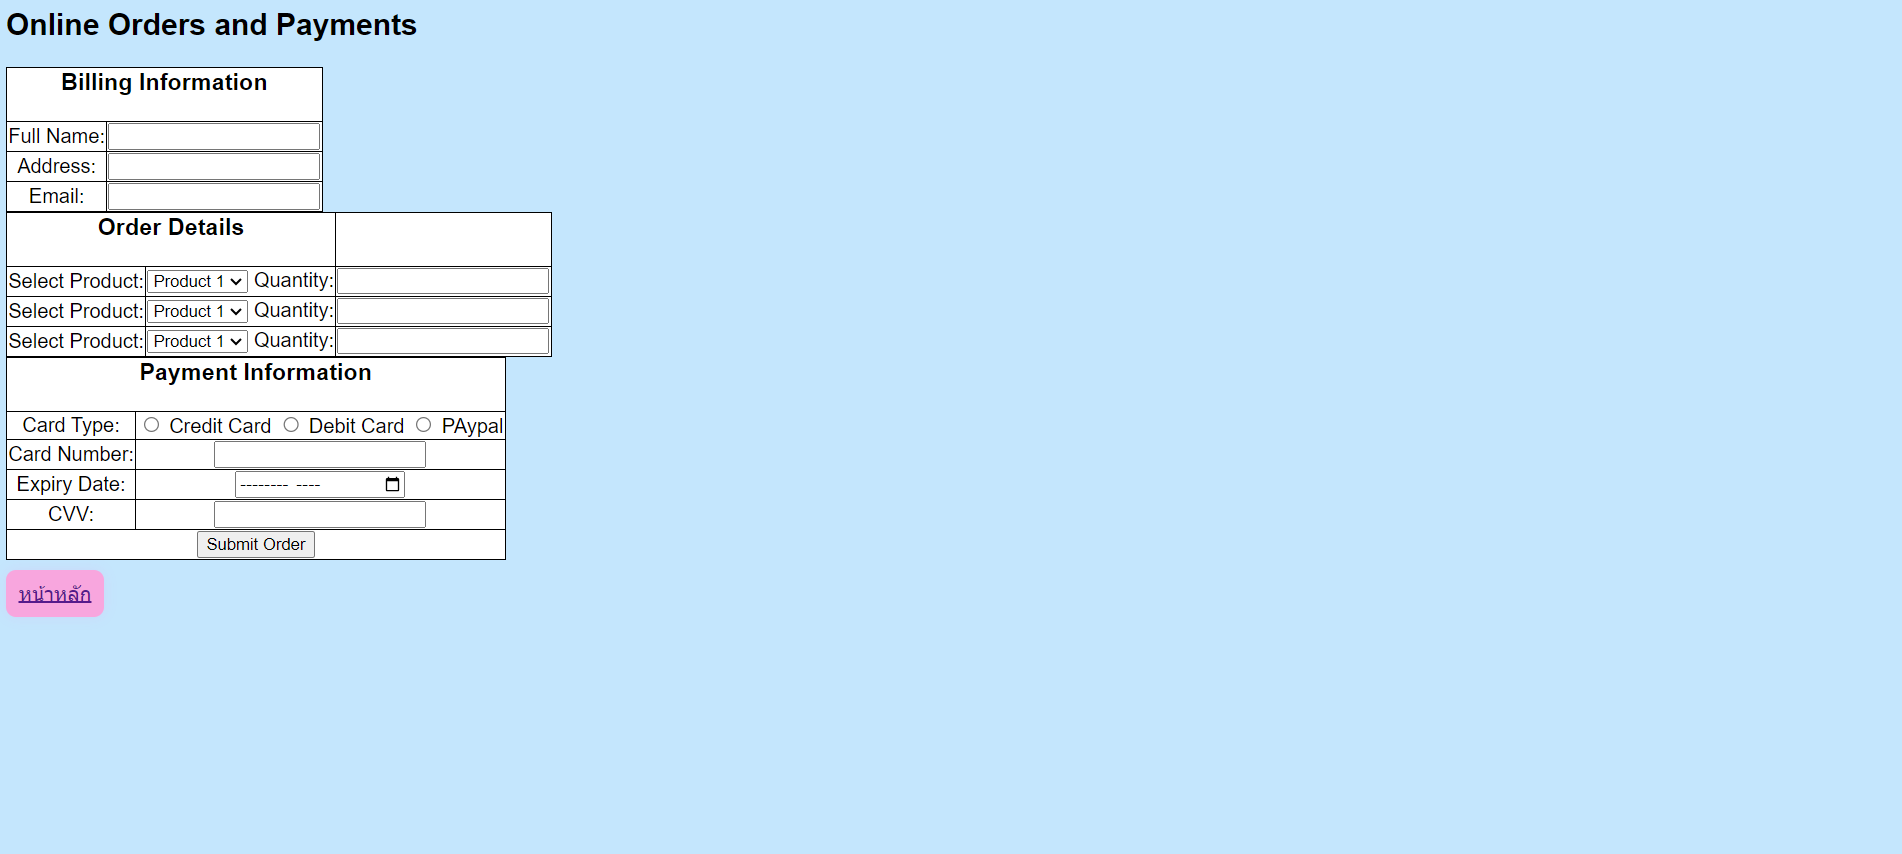 Online Orders and Payments
Billing Information
Full Name:
Address:
Email:
Order Details
Select Product: Product 1 Quantity:
Select Product: Product 1 Quantity:
Select Product: Product 1 Quantity:
Payment Information
Card Type: Credit Card Debit Card PAypal
Card Number:
Expiry Date: -------- ----
CVV:
Submit Order
หน้าหลัก